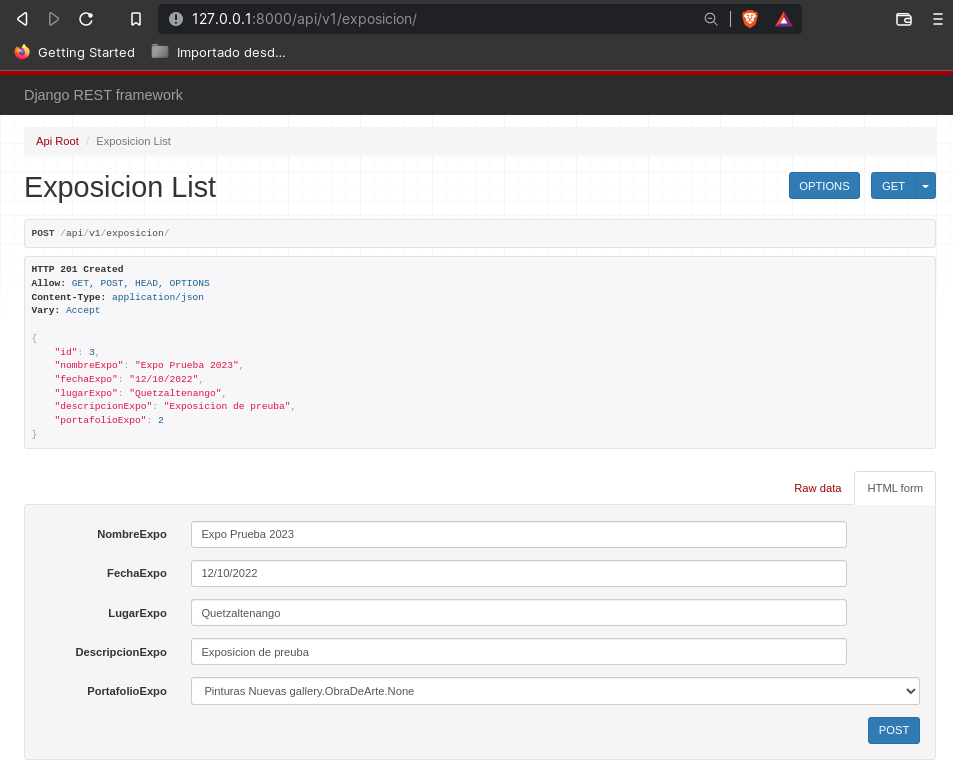 127.0.0.1:8000/api/v1/exposicion/
Getting Started Importado desd...
Django REST framework
Api Root / Exposicion List
Exposicion List
OPTIONS GET
POST /api/v1/exposicion/
HTTP 201 Created
Allow: GET, POST, HEAD, OPTIONS
Content-Type: application/json
Vary: Accept
{
    "id": 3,
    "nombreExpo": "Expo Prueba 2023",
    "fechaExpo": "12/10/2022",
    "lugarExpo": "Quetzaltenango",
    "descripcionExpo": "Exposicion de preuba",
    "portafolioExpo": 2
}
Raw data HTML form
NombreExpo Expo Prueba 2023
FechaExpo 12/10/2022
LugarExpo Quetzaltenango
DescripcionExpo Exposicion de preuba
PortafolioExpo Pinturas Nuevas gallery.ObraDeArte.None
POST